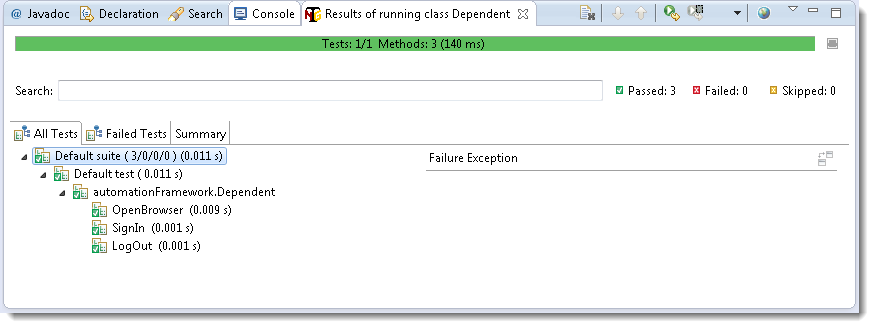 @ Javadoc Declaration Search Console Results of running class Dependent
Tests: 1/1 Methods: 3 (140 ms)
Search: Passed: 3 Failed: 0 Skipped: 0
All Tests Failed Tests Summary
Default suite ( 3/0/0/0 ) (0.011 s) Failure Exception
Default test ( 0.011 s)
automationFramework.Dependent
OpenBrowser (0.009 s)
SignIn (0.001 s)
LogOut (0.001 s)